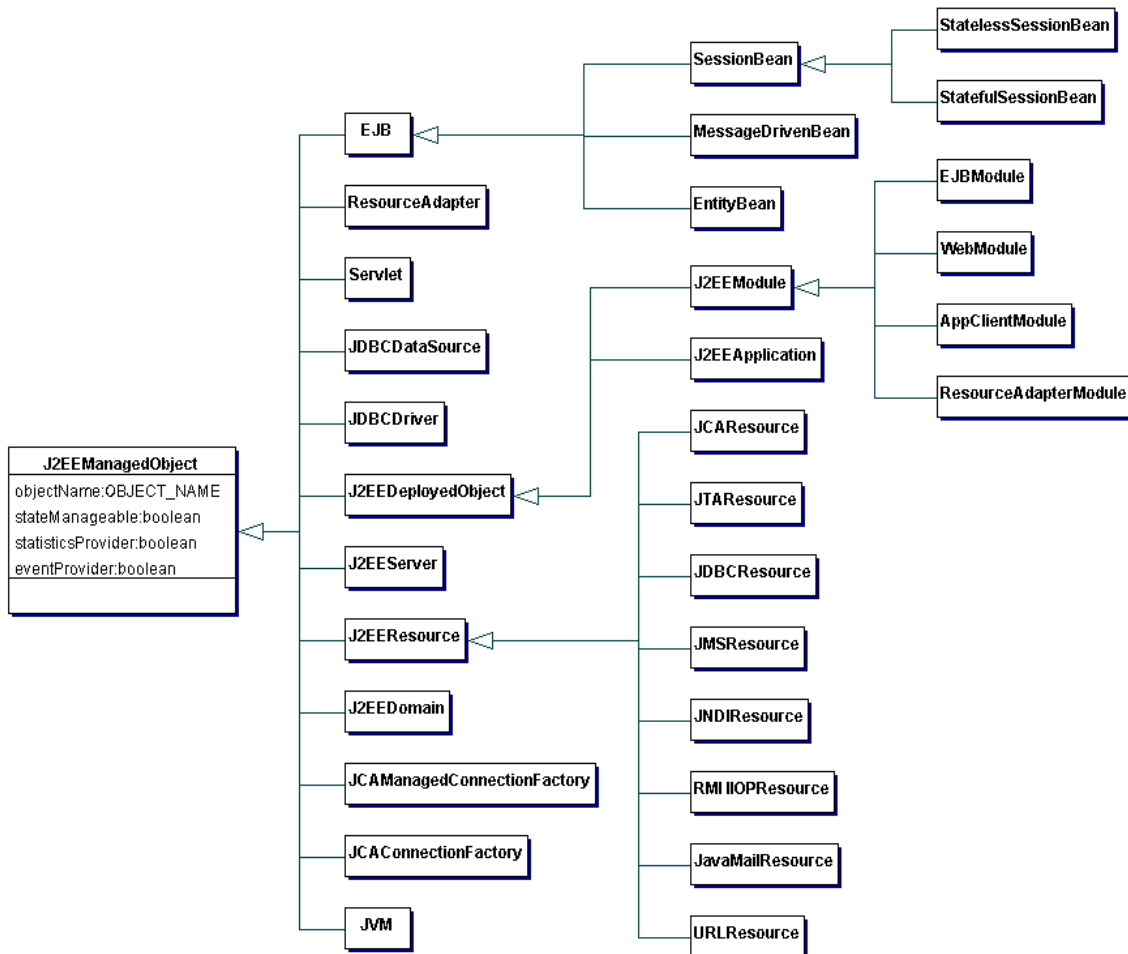 StatelessSessionBean
SessionBean
StatefulSessionBean
EJB
MessageDrivenBean
EJBModule
ResourceAdapter
EntityBean
WebModule
Servlet
J2EEModule
AppClientModule
JDBCDataSource
J2EEApplication
ResourceAdapterModule
JDBCDriver
JCAResource
J2EEManagedObject
objectName:OBJECT_NAME
stateManageable:boolean
statisticsProvider:boolean
eventProvider:boolean
J2EEDeployedObject
JTAResource
J2EEServer
JDBCResource
J2EEResource
JMSResource
J2EEDomain
JNDIResource
JCAManagedConnectionFactory
RMI IIOPResource
JCAConnectionFactory
JavaMailResource
JVM
URLResource